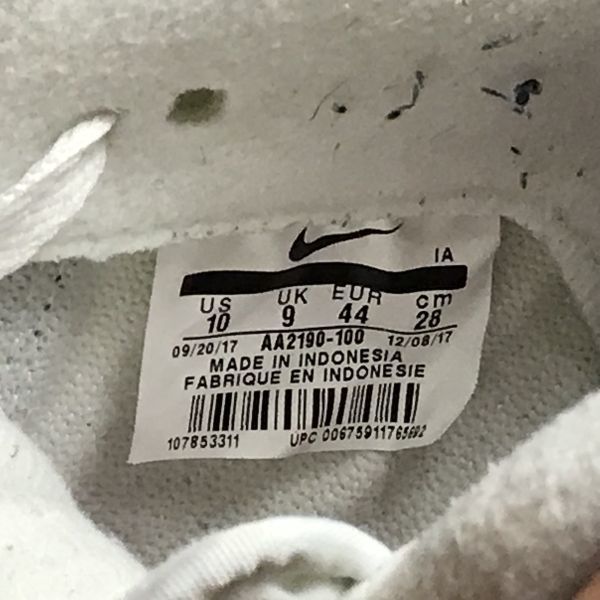 IA
US UK EUR cm
10 9 44 28
09/20/17 AA2190-100 12/08/17
MADE IN INDONESIA
FABRIQUE EN INDONESIE
107853311 UPC 00675911765692